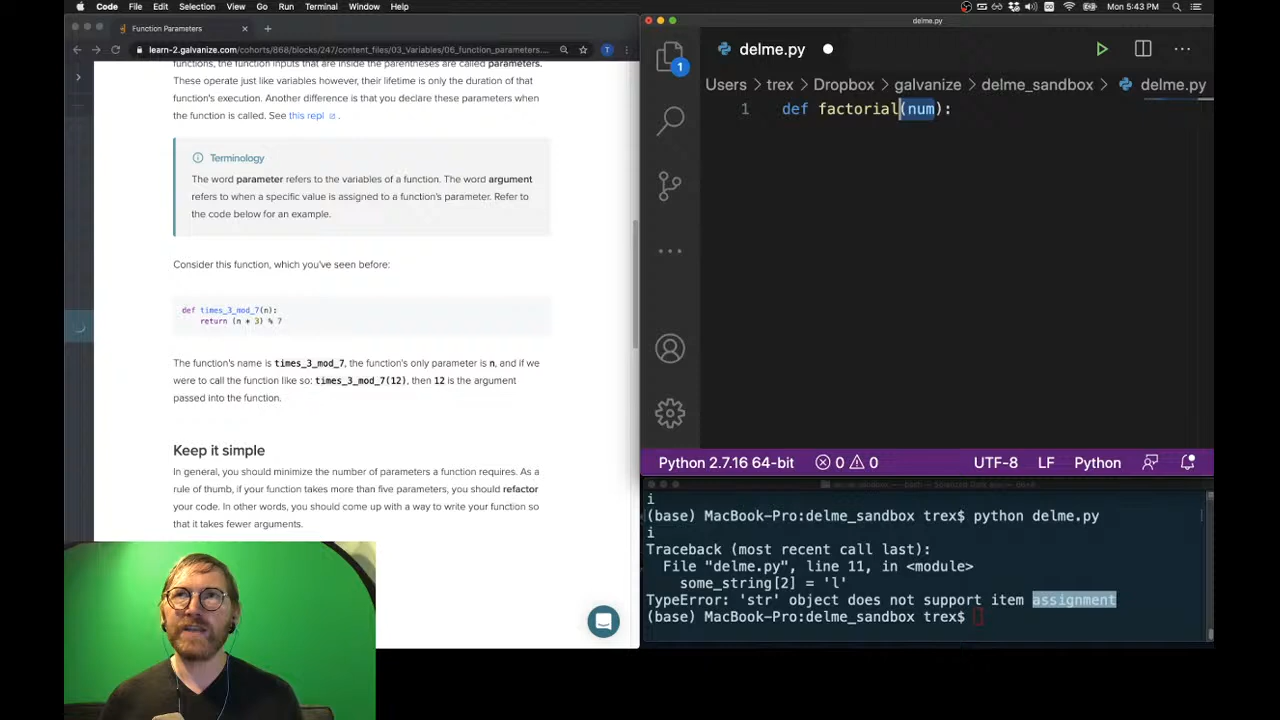 Code File Edit Selection View Go Run Terminal Window Help
Mon 5:43 PM
Function Parameters
learn-2.galvanize.com/cohorts/868/blocks/247/content_files/03_Variables/06_function_parameters....
T
functions, the function inputs that are inside the parentheses are called parameters.
These operate just like variables however, their lifetime is only the duration of that
function's execution. Another difference is that you declare these parameters when
the function is called. See this repl .
Terminology
The word parameter refers to the variables of a function. The word argument
refers to when a specific value is assigned to a function's parameter. Refer to
the code below for an example.
Consider this function, which you've seen before:
def times_3_mod_7(n):
return (n * 3) % 7
The function's name is times_3_mod_7, the function's only parameter is n, and if we
were to call the function like so: times_3_mod_7(12), then 12 is the argument
passed into the function.
Keep it simple
In general, you should minimize the number of parameters a function requires. As a
rule of thumb, if your function takes more than five parameters, you should refactor
your code. In other words, you should come up with a way to write your function so
that it takes fewer arguments.
delme.py
1
delme.py
Users > trex > Dropbox > galvanize > delme_sandbox > delme.py
1 def factorial(num):
Python 2.7.16 64-bit 0 0 UTF-8 LF Python
i
(base) MacBook-Pro:delme_sandbox trex$ python delme.py
i
Traceback (most recent call last):
File "delme.py", line 11, in <module>
some_string[2] = 'l'
TypeError: 'str' object does not support item assignment
(base) MacBook-Pro:delme_sandbox trex$